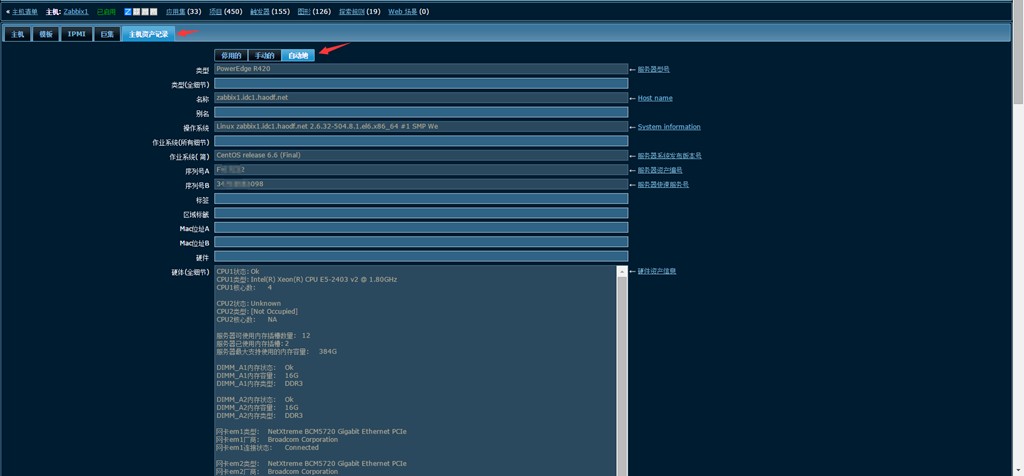 « 主机清单 主机: Zabbix1 已启用 应用集 (33) 项目 (450) 触发器 (155) 图形 (126) 探索规则 (19) Web 场景 (0)
主机 模板 IPMI 巨集 主机资产记录
停用的 手动的 自动地
类型 PowerEdge R420 ← 服务器型号
类型(全细节)
名称 zabbix1.idc1.haodf.net ← Host name
别名
操作系统 Linux zabbix1.idc1.haodf.net 2.6.32-504.8.1.el6.x86_64 #1 SMP We ← System information
作业系统(所有细节)
作业系统( 简) CentOS release 6.6 (Final) ← 服务器系统发布版本号
序列号A F 2 ← 服务器资产编号
序列号B 34 098 ← 服务器快速服务号
标签
区域标籤
Mac位址A
Mac位址B
硬件
硬体(全细节) ← 硬件资产信息
CPU1状态: Ok
CPU1类型: Intel(R) Xeon(R) CPU E5-2403 v2 @ 1.80GHz
CPU1核心数: 4
CPU2状态: Unknown
CPU2类型: [Not Occupied]
CPU2核心数: NA
服务器可使用内存插槽数量: 12
服务器已使用内存插槽: 2
服务器最大支持使用的内存容量: 384G
DIMM_A1内存状态: Ok
DIMM_A1内存容量: 16G
DIMM_A1内存类型: DDR3
DIMM_A2内存状态: Ok
DIMM_A2内存容量: 16G
DIMM_A2内存类型: DDR3
网卡em1类型: NetXtreme BCM5720 Gigabit Ethernet PCIe
网卡em1厂商: Broadcom Corporation
网卡em1连接状态: Connected
网卡em2类型: NetXtreme BCM5720 Gigabit Ethernet PCIe
网卡em2厂商: Broadcom Corporation